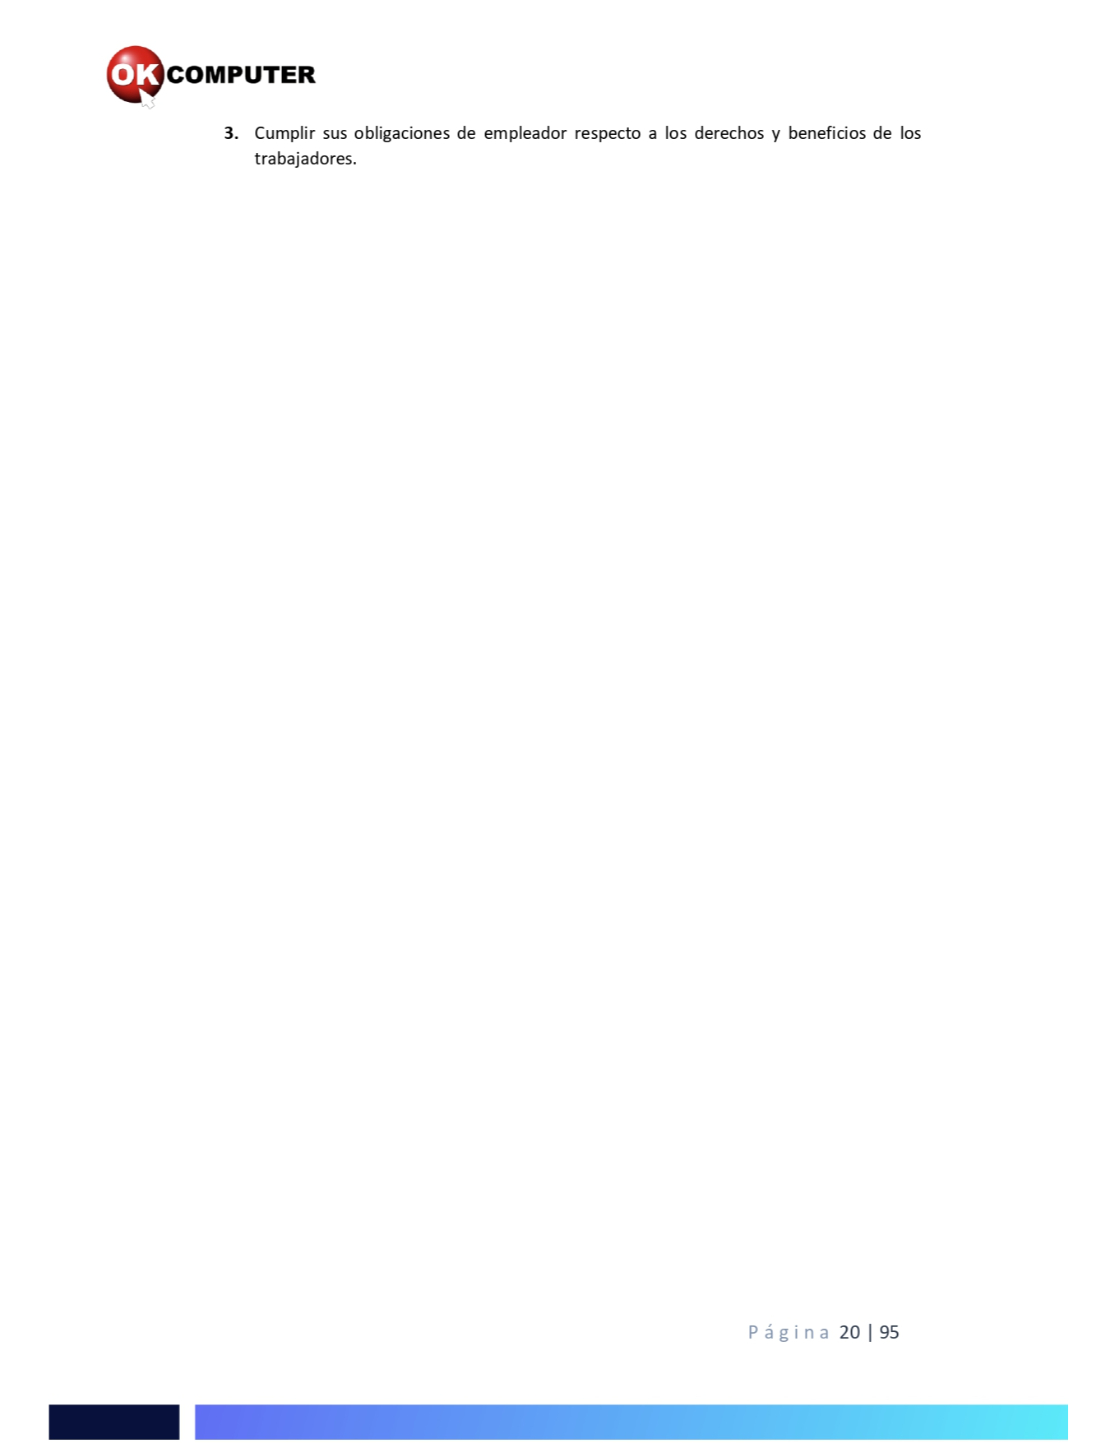 OK COMPUTER
3. Cumplir sus obligaciones de empleador respecto a los derechos y beneficios de los
trabajadores.
Página 20 | 95